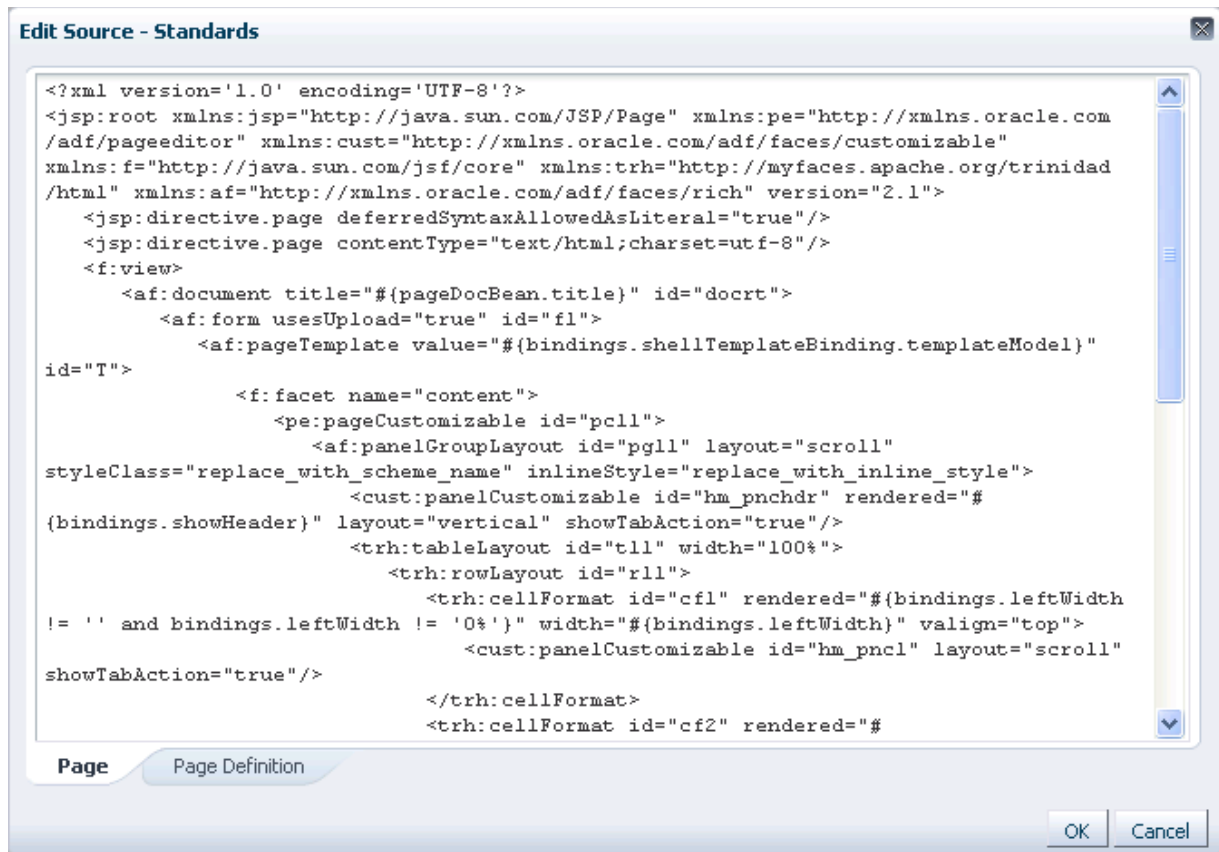 Edit Source - Standards
<?xml version='1.0' encoding='UTF-8'?>
<jsp:root xmlns:jsp="http://java.sun.com/JSP/Page" xmlns:pe="http://xmlns.oracle.com
/adf/pageeditor" xmlns:cust="http://xmlns.oracle.com/adf/faces/customizable"
xmlns:f="http://java.sun.com/jsf/core" xmlns:trh="http://myfaces.apache.org/trinidad
/html" xmlns:af="http://xmlns.oracle.com/adf/faces/rich" version="2.1">
<jsp:directive.page deferredSyntaxAllowedAsLiteral="true"/>
<jsp:directive.page contentType="text/html;charset=utf-8"/>
<f:view>
<af:document title="#{pageDocBean.title}" id="docrt">
<af:form usesUpload="true" id="f1">
<af:pageTemplate value="#{bindings.shellTemplateBinding.templateModel}"
id="T">
<f:facet name="content">
<pe:pageCustomizable id="pcl1">
<af:panelGroupLayout id="pgl1" layout="scroll"
styleClass="replace_with_scheme_name" inlineStyle="replace_with_inline_style">
<cust:panelCustomizable id="hm_pnchdr" rendered="#
{bindings.showHeader}" layout="vertical" showTabAction="true"/>
<trh:tableLayout id="tl1" width="100%">
<trh:rowLayout id="rl1">
<trh:cellFormat id="cf1" rendered="#{bindings.leftWidth
!= '' and bindings.leftWidth != '0%'}" width="#{bindings.leftWidth}" valign="top">
<cust:panelCustomizable id="hm_pncl" layout="scroll"
showTabAction="true"/>
</trh:cellFormat>
<trh:cellFormat id="cf2" rendered="#
Page
Page Definition
OK
Cancel